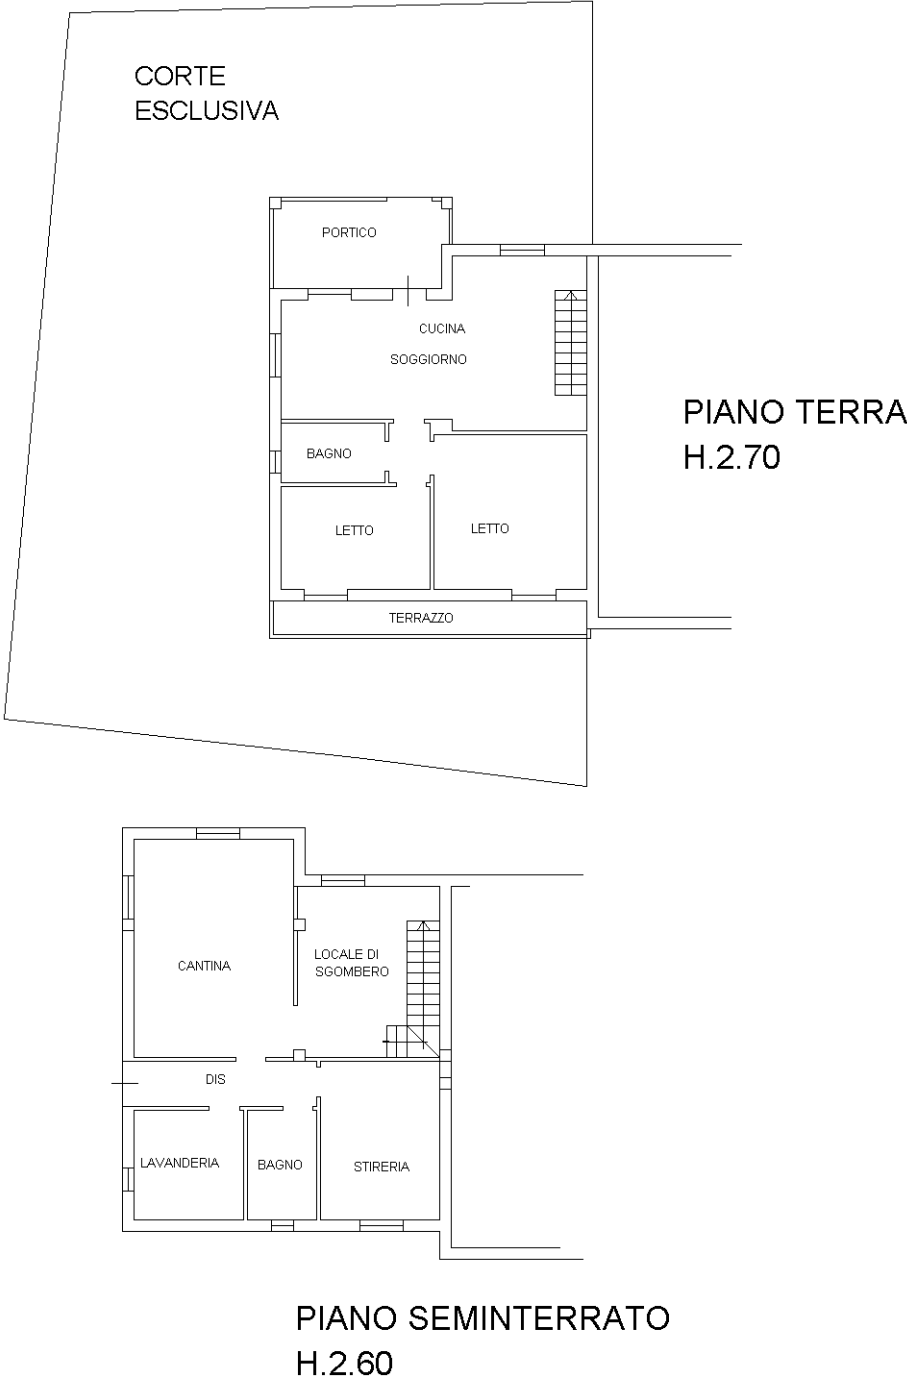 CORTE
ESCLUSIVA
PORTICO
CUCINA
SOGGIORNO
PIANO TERRA
H.2.70
BAGNO
LETTO
LETTO
TERRAZZO
CANTINA
LOCALE DI
SGOMBERO
DIS
LAVANDERIA
BAGNO
STIRERIA
PIANO SEMINTERRATO
H.2.60